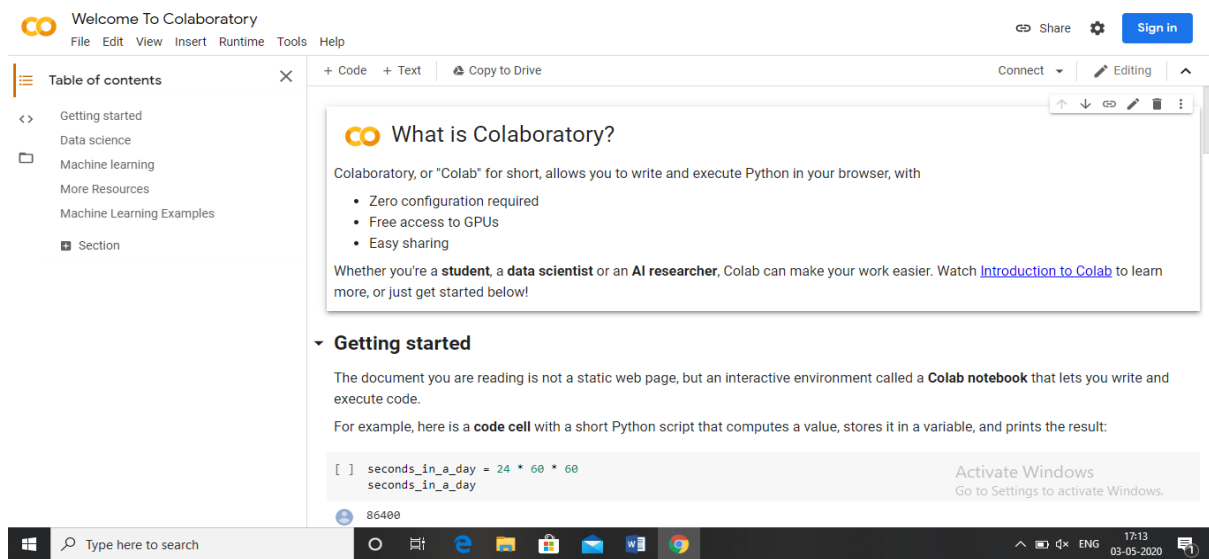 Welcome To Colaboratory
File Edit View Insert Runtime Tools Help
Share
Sign in
Table of contents
Getting started
Data science
Machine learning
More Resources
Machine Learning Examples
Section
+ Code + Text Copy to Drive
Connect Editing
CO What is Colaboratory?
Colaboratory, or "Colab" for short, allows you to write and execute Python in your browser, with
• Zero configuration required
• Free access to GPUs
• Easy sharing
Whether you're a student, a data scientist or an AI researcher, Colab can make your work easier. Watch Introduction to Colab to learn
more, or just get started below!
Getting started
The document you are reading is not a static web page, but an interactive environment called a Colab notebook that lets you write and
execute code.
For example, here is a code cell with a short Python script that computes a value, stores it in a variable, and prints the result:
[ ] seconds_in_a_day = 24 * 60 * 60
seconds_in_a_day
86400
Activate Windows
Go to Settings to activate Windows.
Type here to search
ENG
17:13
03-05-2020
1